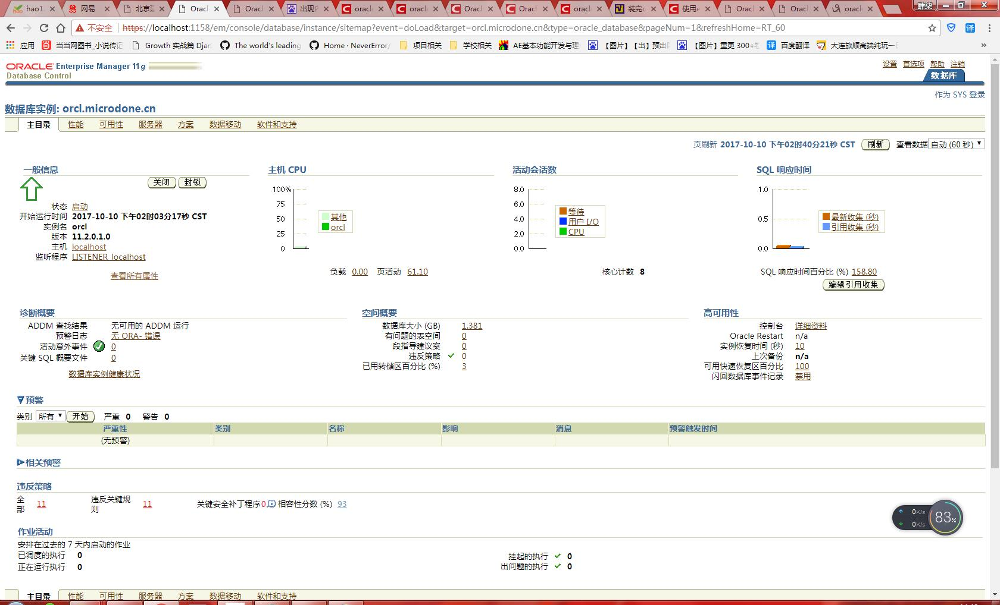 hao1
网易
北京
Oracl
Oracl
出现
oracle
oracle
Oracl
Oracl
oracle
装完
使用e
Oracl
Oracl
oracl
肆柒
不安全 https://localhost:1158/em/console/database/instance/sitemap?event=doLoad&target=orcl.microdone.cn&type=oracle_database&pageNum=1&refreshHome=RT_60
译
应用 当当网图书_小说传记 Growth 实战篇 Djan The world's leading Home · NeverError/ 项目相关 学校相关 AE基本功能开发与理 【图片】【出】预出 【图片】重更 300+ 译 百度翻译 大连旅顺高端纯玩一 »
ORACLE Enterprise Manager 11g
Database Control
设置 首选项 帮助 注销
数据库
作为 SYS 登录
数据库实例: orcl.microdone.cn
主目录 性能 可用性 服务器 方案 数据移动 软件和支持
页刷新 2017-10-10 下午02时40分21秒 CST 刷新 查看数据 自动 (60 秒)
一般信息
关闭 封锁
状态 启动
开始运行时间 2017-10-10 下午02时03分17秒 CST
实例名 orcl
版本 11.2.0.1.0
主机 localhost
监听程序 LISTENER_localhost
查看所有属性
主机 CPU
100%
75
50
25
0
其他
orcl
负载 0.00 页活动 61.10
活动会话数
8.0
6.0
4.0
2.0
0.0
等待
用户 I/O
CPU
核心计数 8
SQL 响应时间
1.0
0.5
0.0
最新收集 (秒)
引用收集 (秒)
SQL 响应时间百分比 (%) 158.80
编辑引用收集
诊断概要
ADDM 查找结果 无可用的 ADDM 运行
预警日志 无 ORA- 错误
活动意外事件 0
关键 SQL 概要文件 0
数据库实例健康状况
空间概要
数据库大小 (GB) 1.381
有问题的表空间 0
段指导建议案 0
违反策略 0
已用转储区百分比 (%) 3
高可用性
控制台 详细资料
Oracle Restart n/a
实例恢复时间 (秒) 10
上次备份 n/a
可用快速恢复区百分比 100
闪回数据库事件记录 禁用
预警
类别 所有 开始 严重 0 警告 0
严重性 类别 名称 影响 消息 预警触发时间
(无预警)
相关预警
违反策略
全部 11 违反关键规则 11 关键安全补丁程序 0 相容性分数 (%) 93
0K/s
0K/s
83%
作业活动
安排在过去的 7 天内启动的作业
已调度的执行 0
正在运行执行 0
挂起的执行 0
出问题的执行 0
主目录 性能 可用性 服务器 方案 数据移动 软件和支持